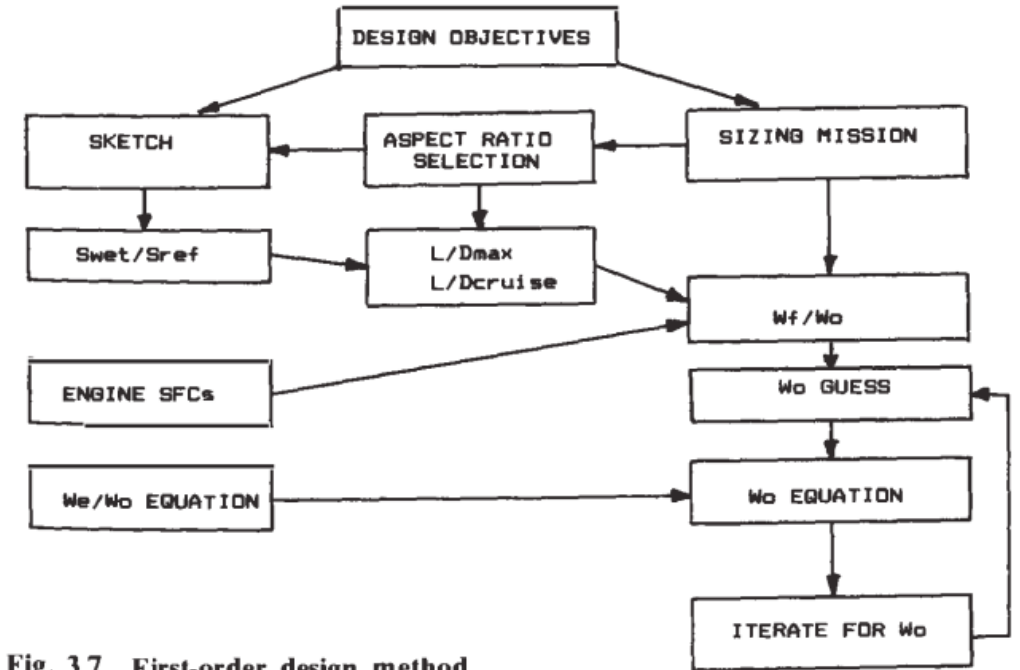 DESIGN OBJECTIVES
SKETCH
ASPECT RATIO
SELECTION
SIZING MISSION
Swet/Sref
L/Dmax
L/Dcruise
Wf/Wo
ENGINE SFCs
Wo GUESS
We/Wo EQUATION
Wo EQUATION
ITERATE FOR Wo
Fig. 3.7 First-order design method